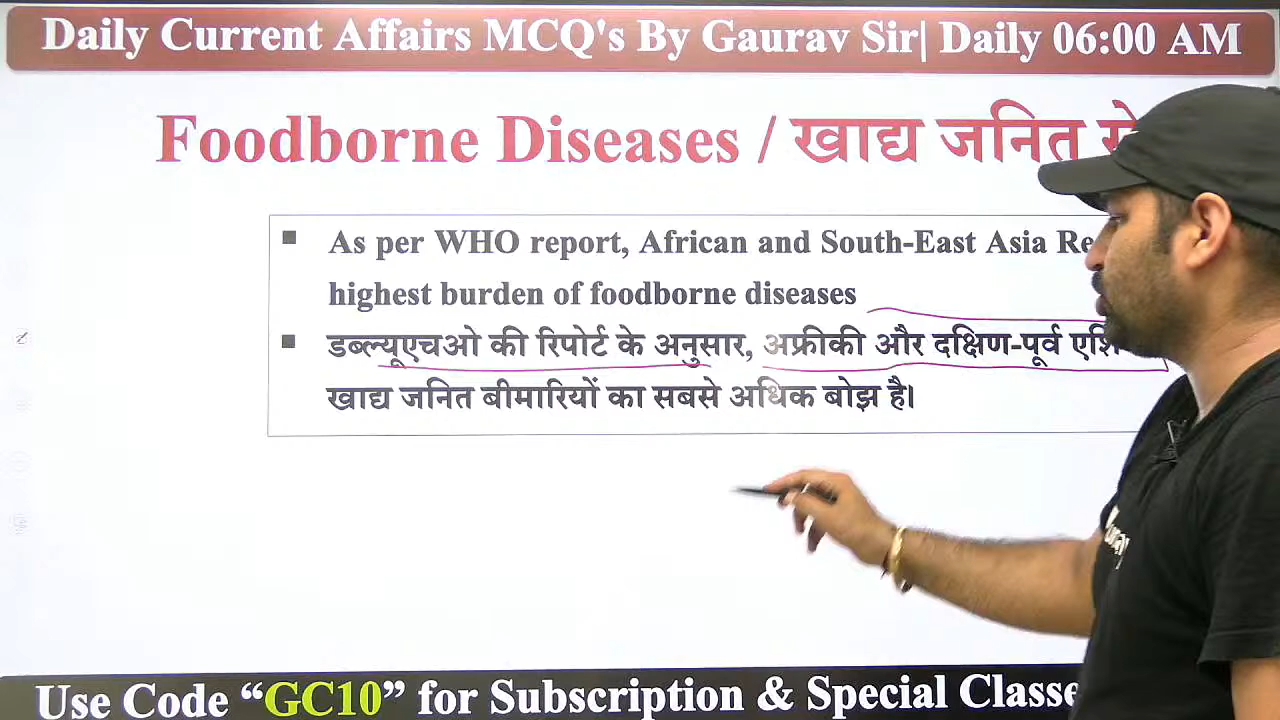 Daily Current Affairs MCQ's By Gaurav Sir| Daily 06:00 AM
Foodborne Diseases / खाद्य जनित
■ As per WHO report, African and South-East Asia
highest burden of foodborne diseases
■ डब्ल्यूएचओ की रिपोर्ट के अनुसार, अफ्रीकी और दक्षिण-पूर्व
खाद्य जनित बीमारियों का सबसे अधिक बोझ है।
Use Code “GC10” for Subscription & Special